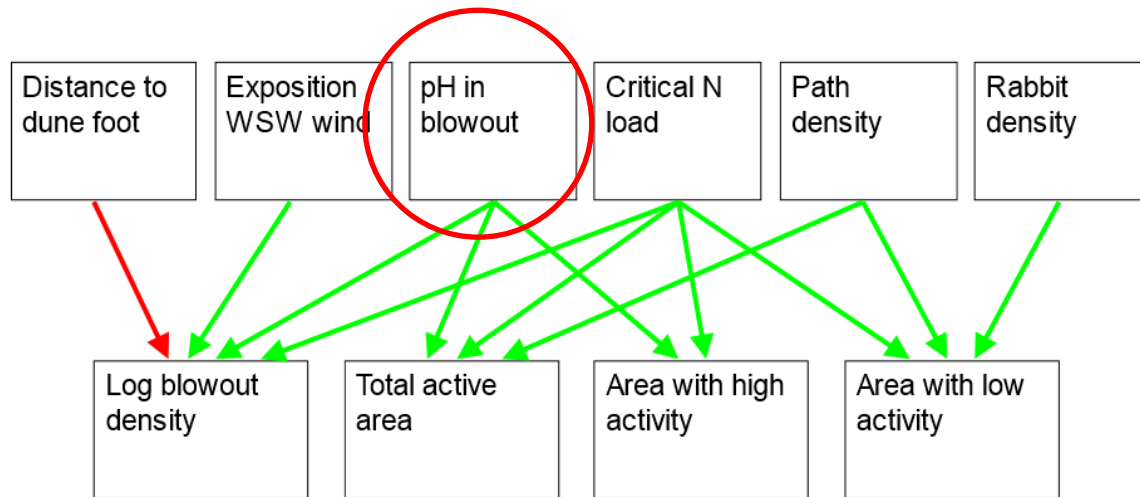 Distance to
dune foot
Exposition
WSW wind
pH in
blowout
Critical N
load
Path
density
Rabbit
density
Log blowout
density
Total active
area
Area with high
activity
Area with low
activity